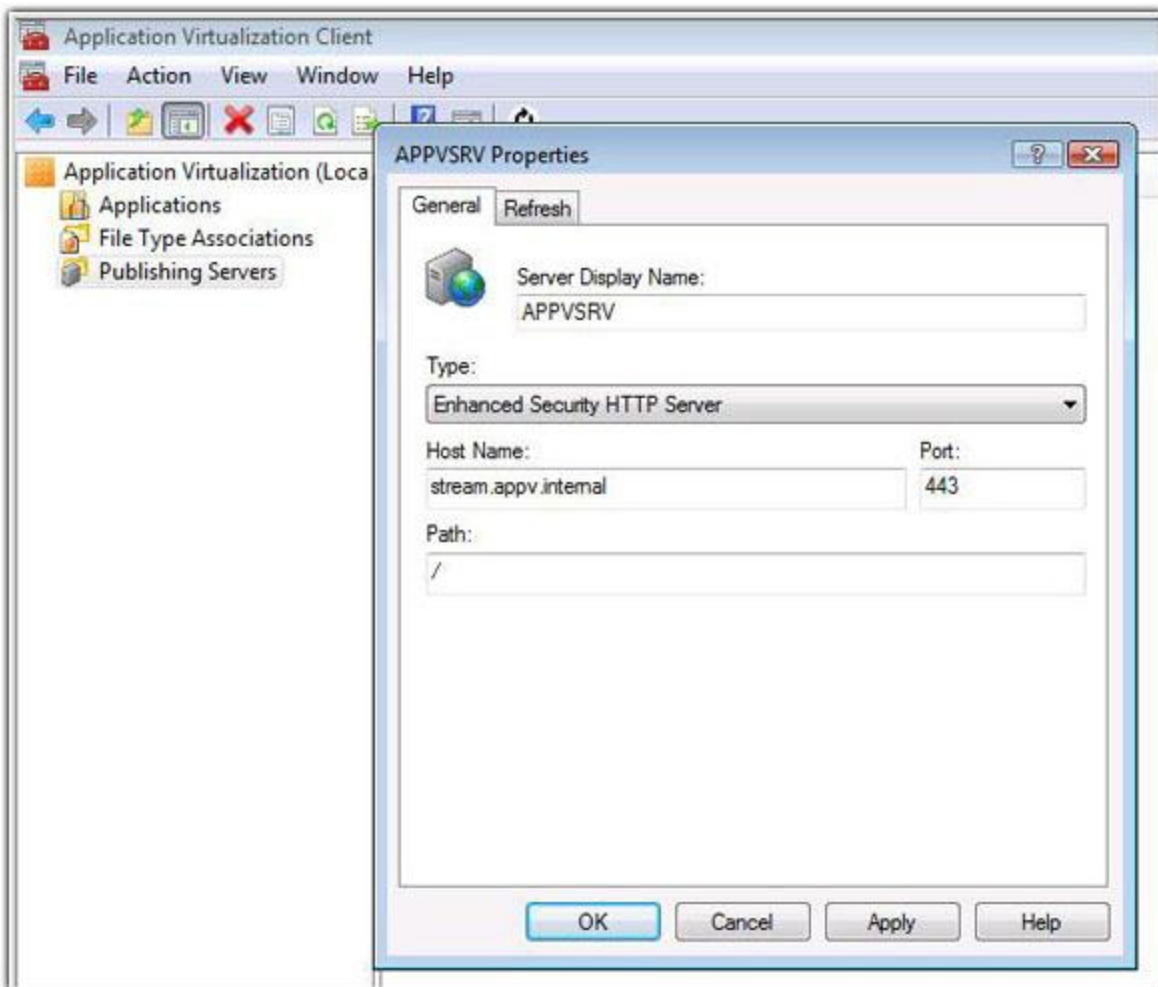 Application Virtualization Client
File Action View Window Help
Application Virtualization (Loca
Applications
File Type Associations
Publishing Servers
APPVSRV Properties
General Refresh
Server Display Name:
APPVSRV
Type:
Enhanced Security HTTP Server
Host Name: Port:
stream.appv.internal 443
Path:
/
OK Cancel Apply Help